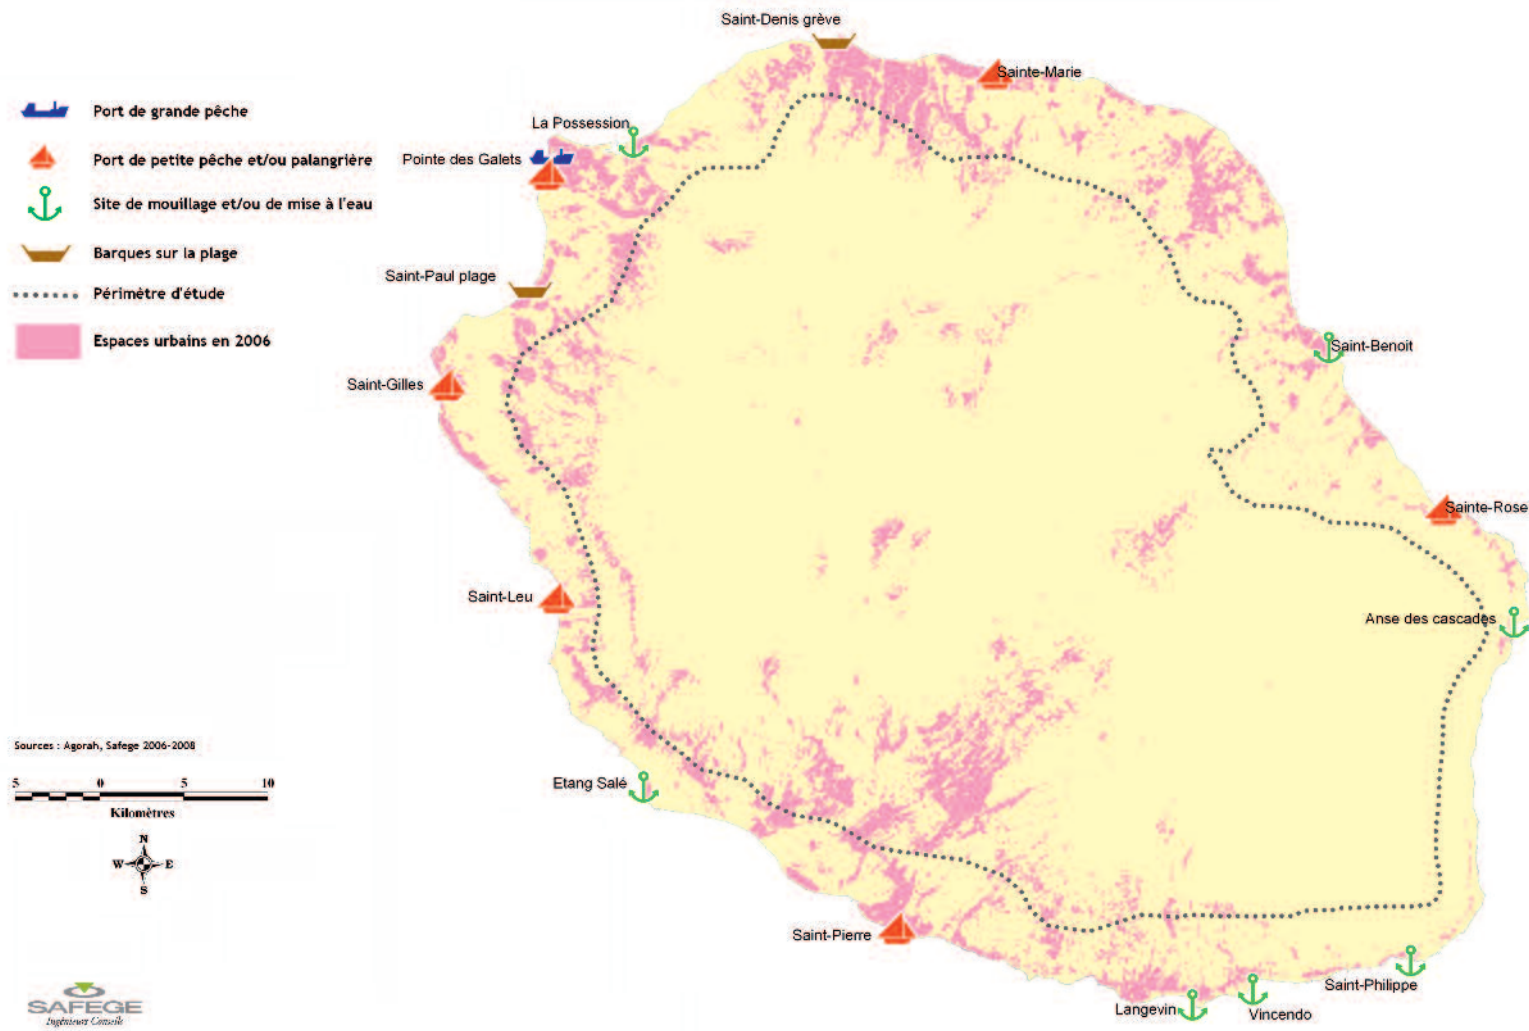 Saint-Denis grève
Sainte-Marie
Port de grande pêche
La Possession
Port de petite pêche et/ou palangrière
Pointe des Galets
Site de mouillage et/ou de mise à l'eau
Barques sur la plage
Saint-Paul plage
Périmètre d'étude
Espaces urbains en 2006
Saint-Benoit
Saint-Gilles
Sainte-Rose
Saint-Leu
Anse des cascades
Sources : Agorah, Safege 2006-2008
Etang Salé
5 0 5 10
Kilomètres
N
W E
S
Saint-Pierre
Saint-Philippe
Langevin
Vincendo
SAFEGE
Ingénieurs Conseils